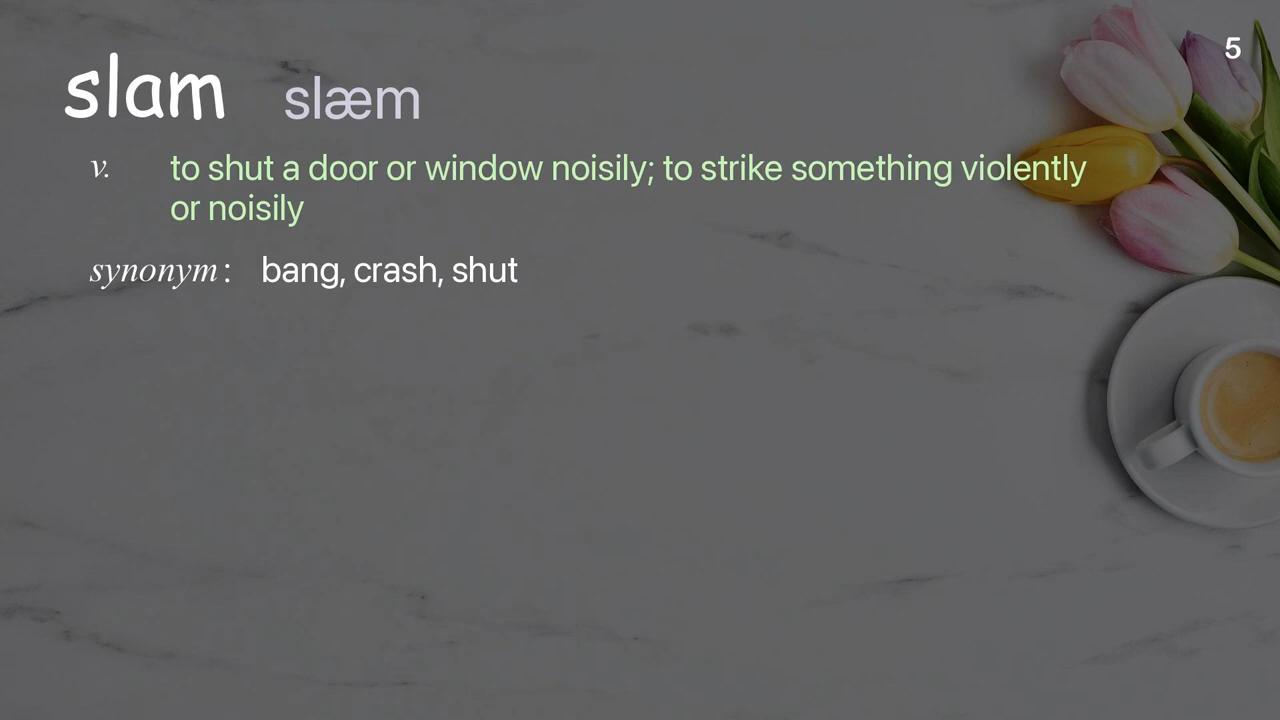 5
slam slæm
v. to shut a door or window noisily; to strike something violently
or noisily
synonym: bang, crash, shut